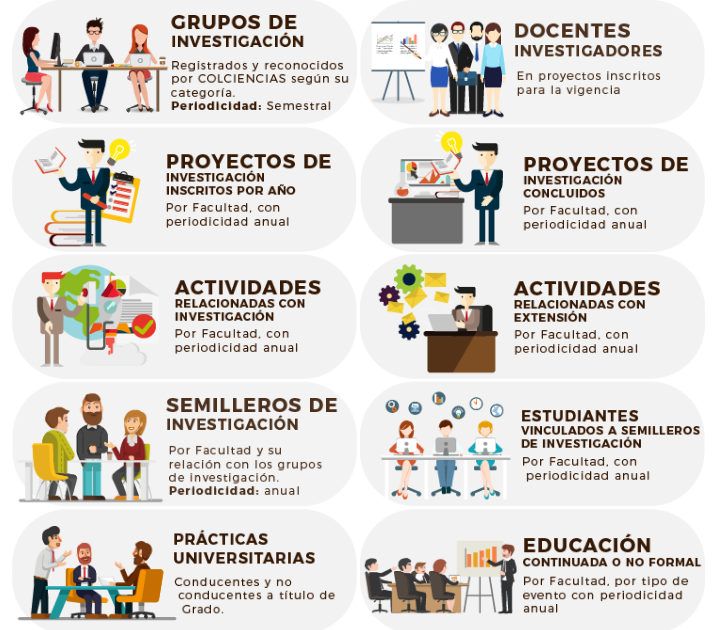 GRUPOS DE
INVESTIGACIÓN
Registrados y reconocidos
por COLCIENCIAS según su
categoría.
Periodicidad: Semestral
DOCENTES
INVESTIGADORES
En proyectos inscritos
para la vigencia
PROYECTOS DE
INVESTIGACIÓN
INSCRITOS POR AÑO
Por Facultad, con
periodicidad anual
PROYECTOS DE
INVESTIGACIÓN
CONCLUIDOS
Por Facultad, con
periodicidad anual
ACTIVIDADES
RELACIONADAS CON
INVESTIGACIÓN
Por Facultad, con
periodicidad anual
ACTIVIDADES
RELACIONADAS CON
EXTENSIÓN
Por Facultad, con
periodicidad anual
SEMILLEROS DE
INVESTIGACIÓN
Por Facultad y su
relación con los grupos
de investigación.
Periodicidad: anual
ESTUDIANTES
VINCULADOS A SEMILLEROS
DE INVESTIGACIÓN
Por Facultad, con
periodicidad anual
PRÁCTICAS
UNIVERSITARIAS
Conducentes y no
conducentes a título de
Grado.
EDUCACIÓN
CONTINUADA O NO FORMAL
Por Facultad, por tipo de
evento con periodicidad
anual